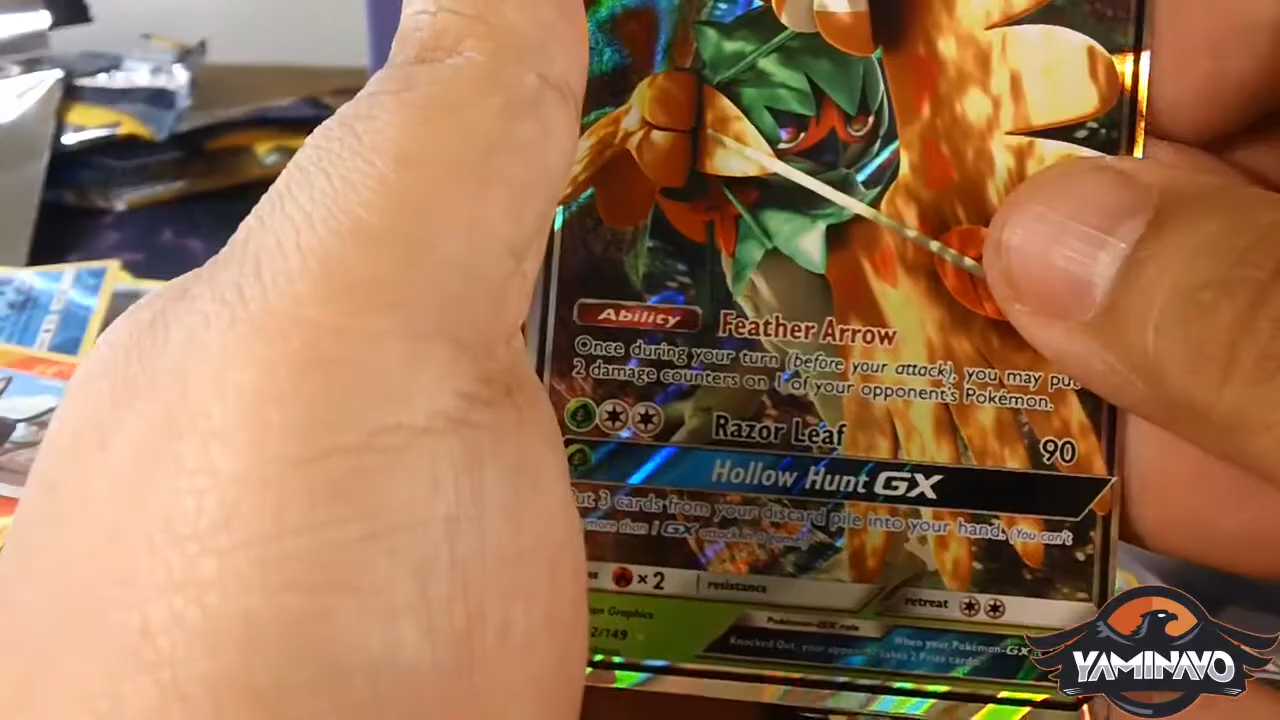 Ability Feather Arrow
Once during your turn (before your attack), you may put
2 damage counters on 1 of your opponent's Pokémon.
Razor Leaf 90
Hollow Hunt GX
put 3 cards from your discard pile into your hand. (You can't
more than 1 GX attack in a game.)
×2 resistance retreat
Graphics
2/149
Pokémon-GX rule
When your Pokémon-GX
Knocked Out, your opponent takes 2 Prize cards.
YAMINAVO